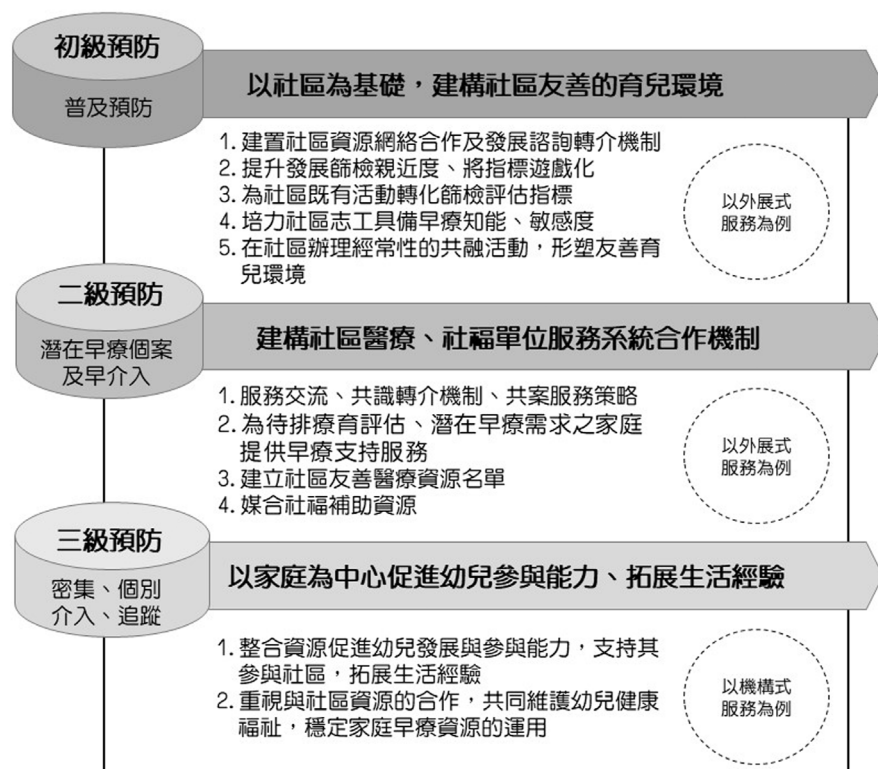 初級預防
普及預防
以社區為基礎,建構社區友善的育兒環境
1. 建置社區資源網絡合作及發展諮詢轉介機制
2. 提升發展篩檢親近度、將指標遊戲化
3. 為社區既有活動轉化篩檢評估指標
4. 培力社區志工具備早療知能、敏感度
5. 在社區辦理經常性的共融活動,形塑友善育
兒環境
以外展式
服務為例
二級預防
潛在早療個案
及早介入
建構社區醫療、社福單位服務系統合作機制
1. 服務交流、共識轉介機制、共案服務策略
2. 為待排療育評估、潛在早療需求之家庭
提供早療支持服務
3. 建立社區友善醫療資源名單
4. 媒合社福補助資源
以外展式
服務為例
三級預防
密集、個別
介入、追蹤
以家庭為中心促進幼兒參與能力、拓展生活經驗
1. 整合資源促進幼兒發展與參與能力,支持其
參與社區,拓展生活經驗
2. 重視與社區資源的合作,共同維護幼兒健康
福祉,穩定家庭早療資源的運用
以機構式
服務為例